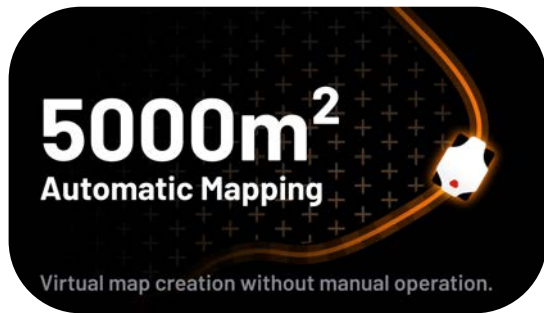 5000m²
Automatic Mapping
Virtual map creation without manual operation.